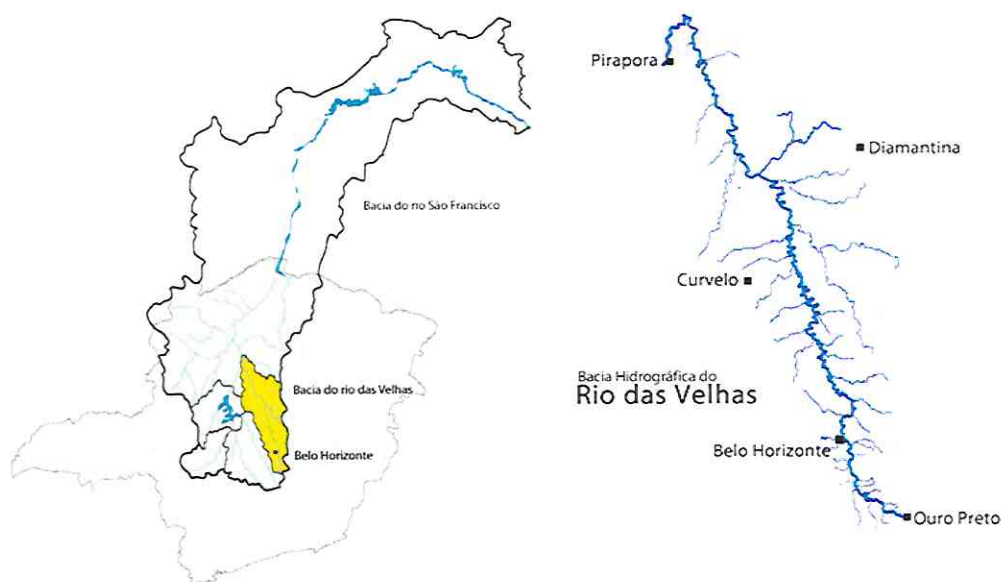 Bacia do rio São Francisco
Bacia do rio das Velhas
Belo Horizonte
Pirapora
Diamantina
Curvelo
Bacia Hidrográfica do
Rio das Velhas
Belo Horizonte
Ouro Preto